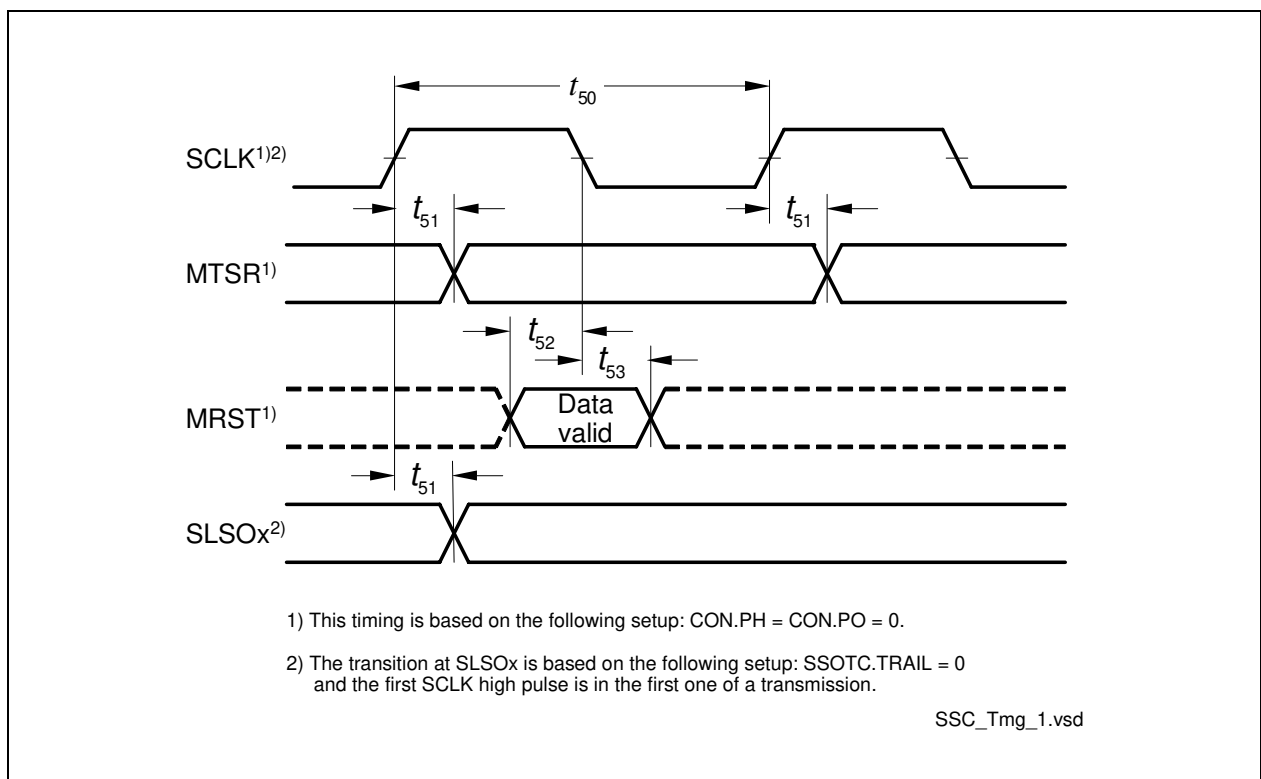 t50
SCLK1)2)
t51
t51
MTSR1)
t52
t53
MRST1)
Data
valid
t51
SLSOx2)
1) This timing is based on the following setup: CON.PH = CON.PO = 0.
2) The transition at SLSOx is based on the following setup: SSOTC.TRAIL = 0
and the first SCLK high pulse is in the first one of a transmission.
SSC_Tmg_1.vsd